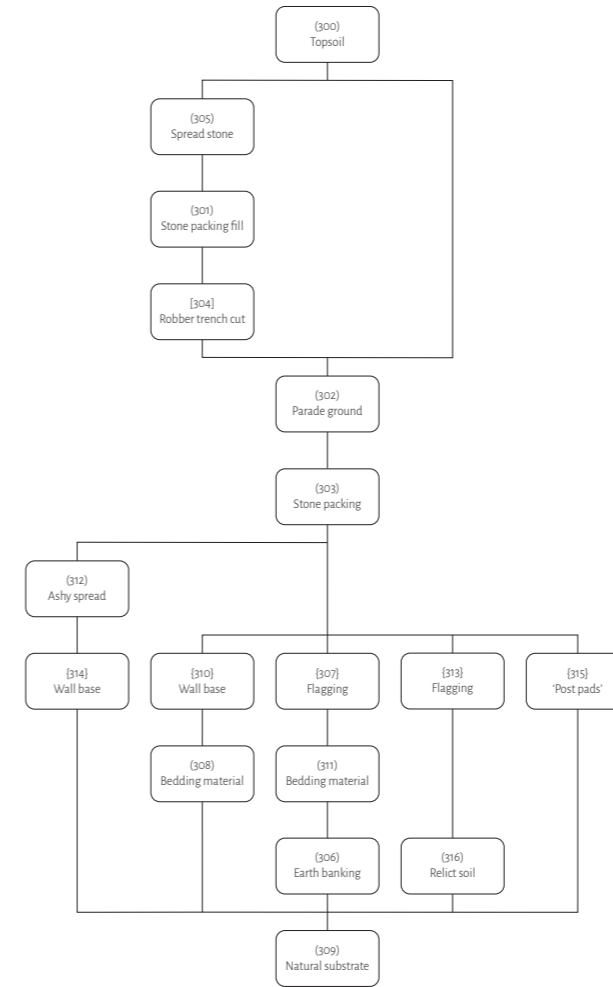 (300)
Topsoil
(305)
Spread stone
(301)
Stone packing fill
[304]
Robber trench cut
(302)
Parade ground
(303)
Stone packing
(312)
Ashy spread
{314}
Wall base
{310}
Wall base
{307}
Flagging
{313}
Flagging
{315}
'Post pads'
(308)
Bedding material
(311)
Bedding material
(306)
Earth banking
(316)
Relict soil
(309)
Natural substrate